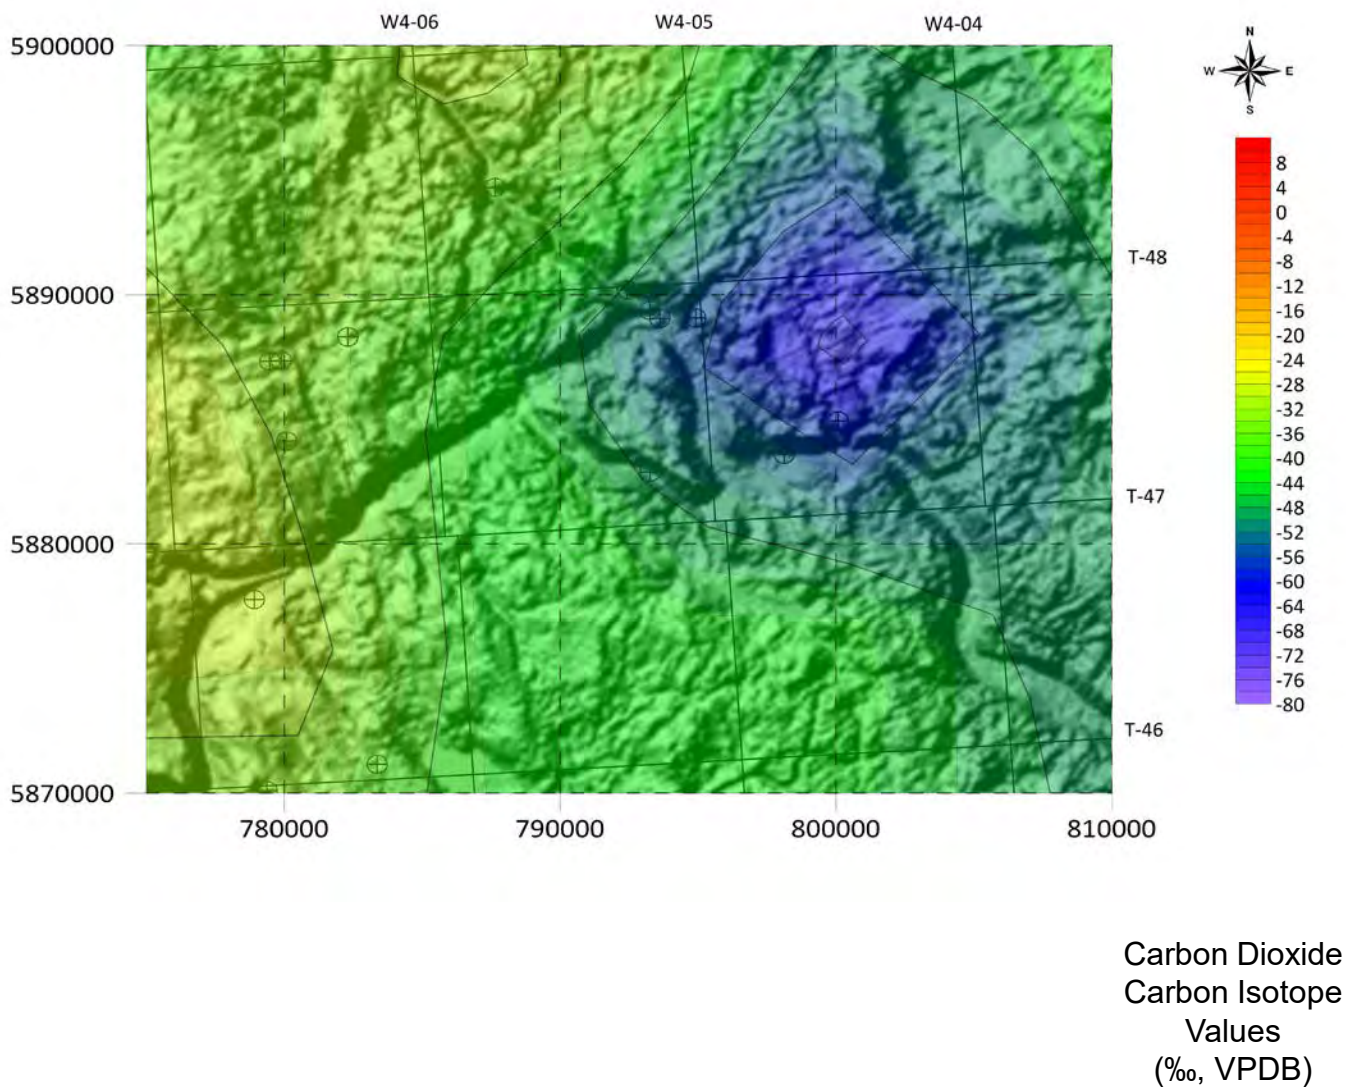 W4-06 W4-05 W4-04
5900000
N
W E
S
8
4
0
-4
-8
-12
-16
-20
-24
-28
-32
-36
-40
-44
-48
-52
-56
-60
-64
-68
-72
-76
-80
T-48
5890000
T-47
5880000
T-46
5870000
780000 790000 800000 810000
Carbon Dioxide
Carbon Isotope
Values
(‰, VPDB)